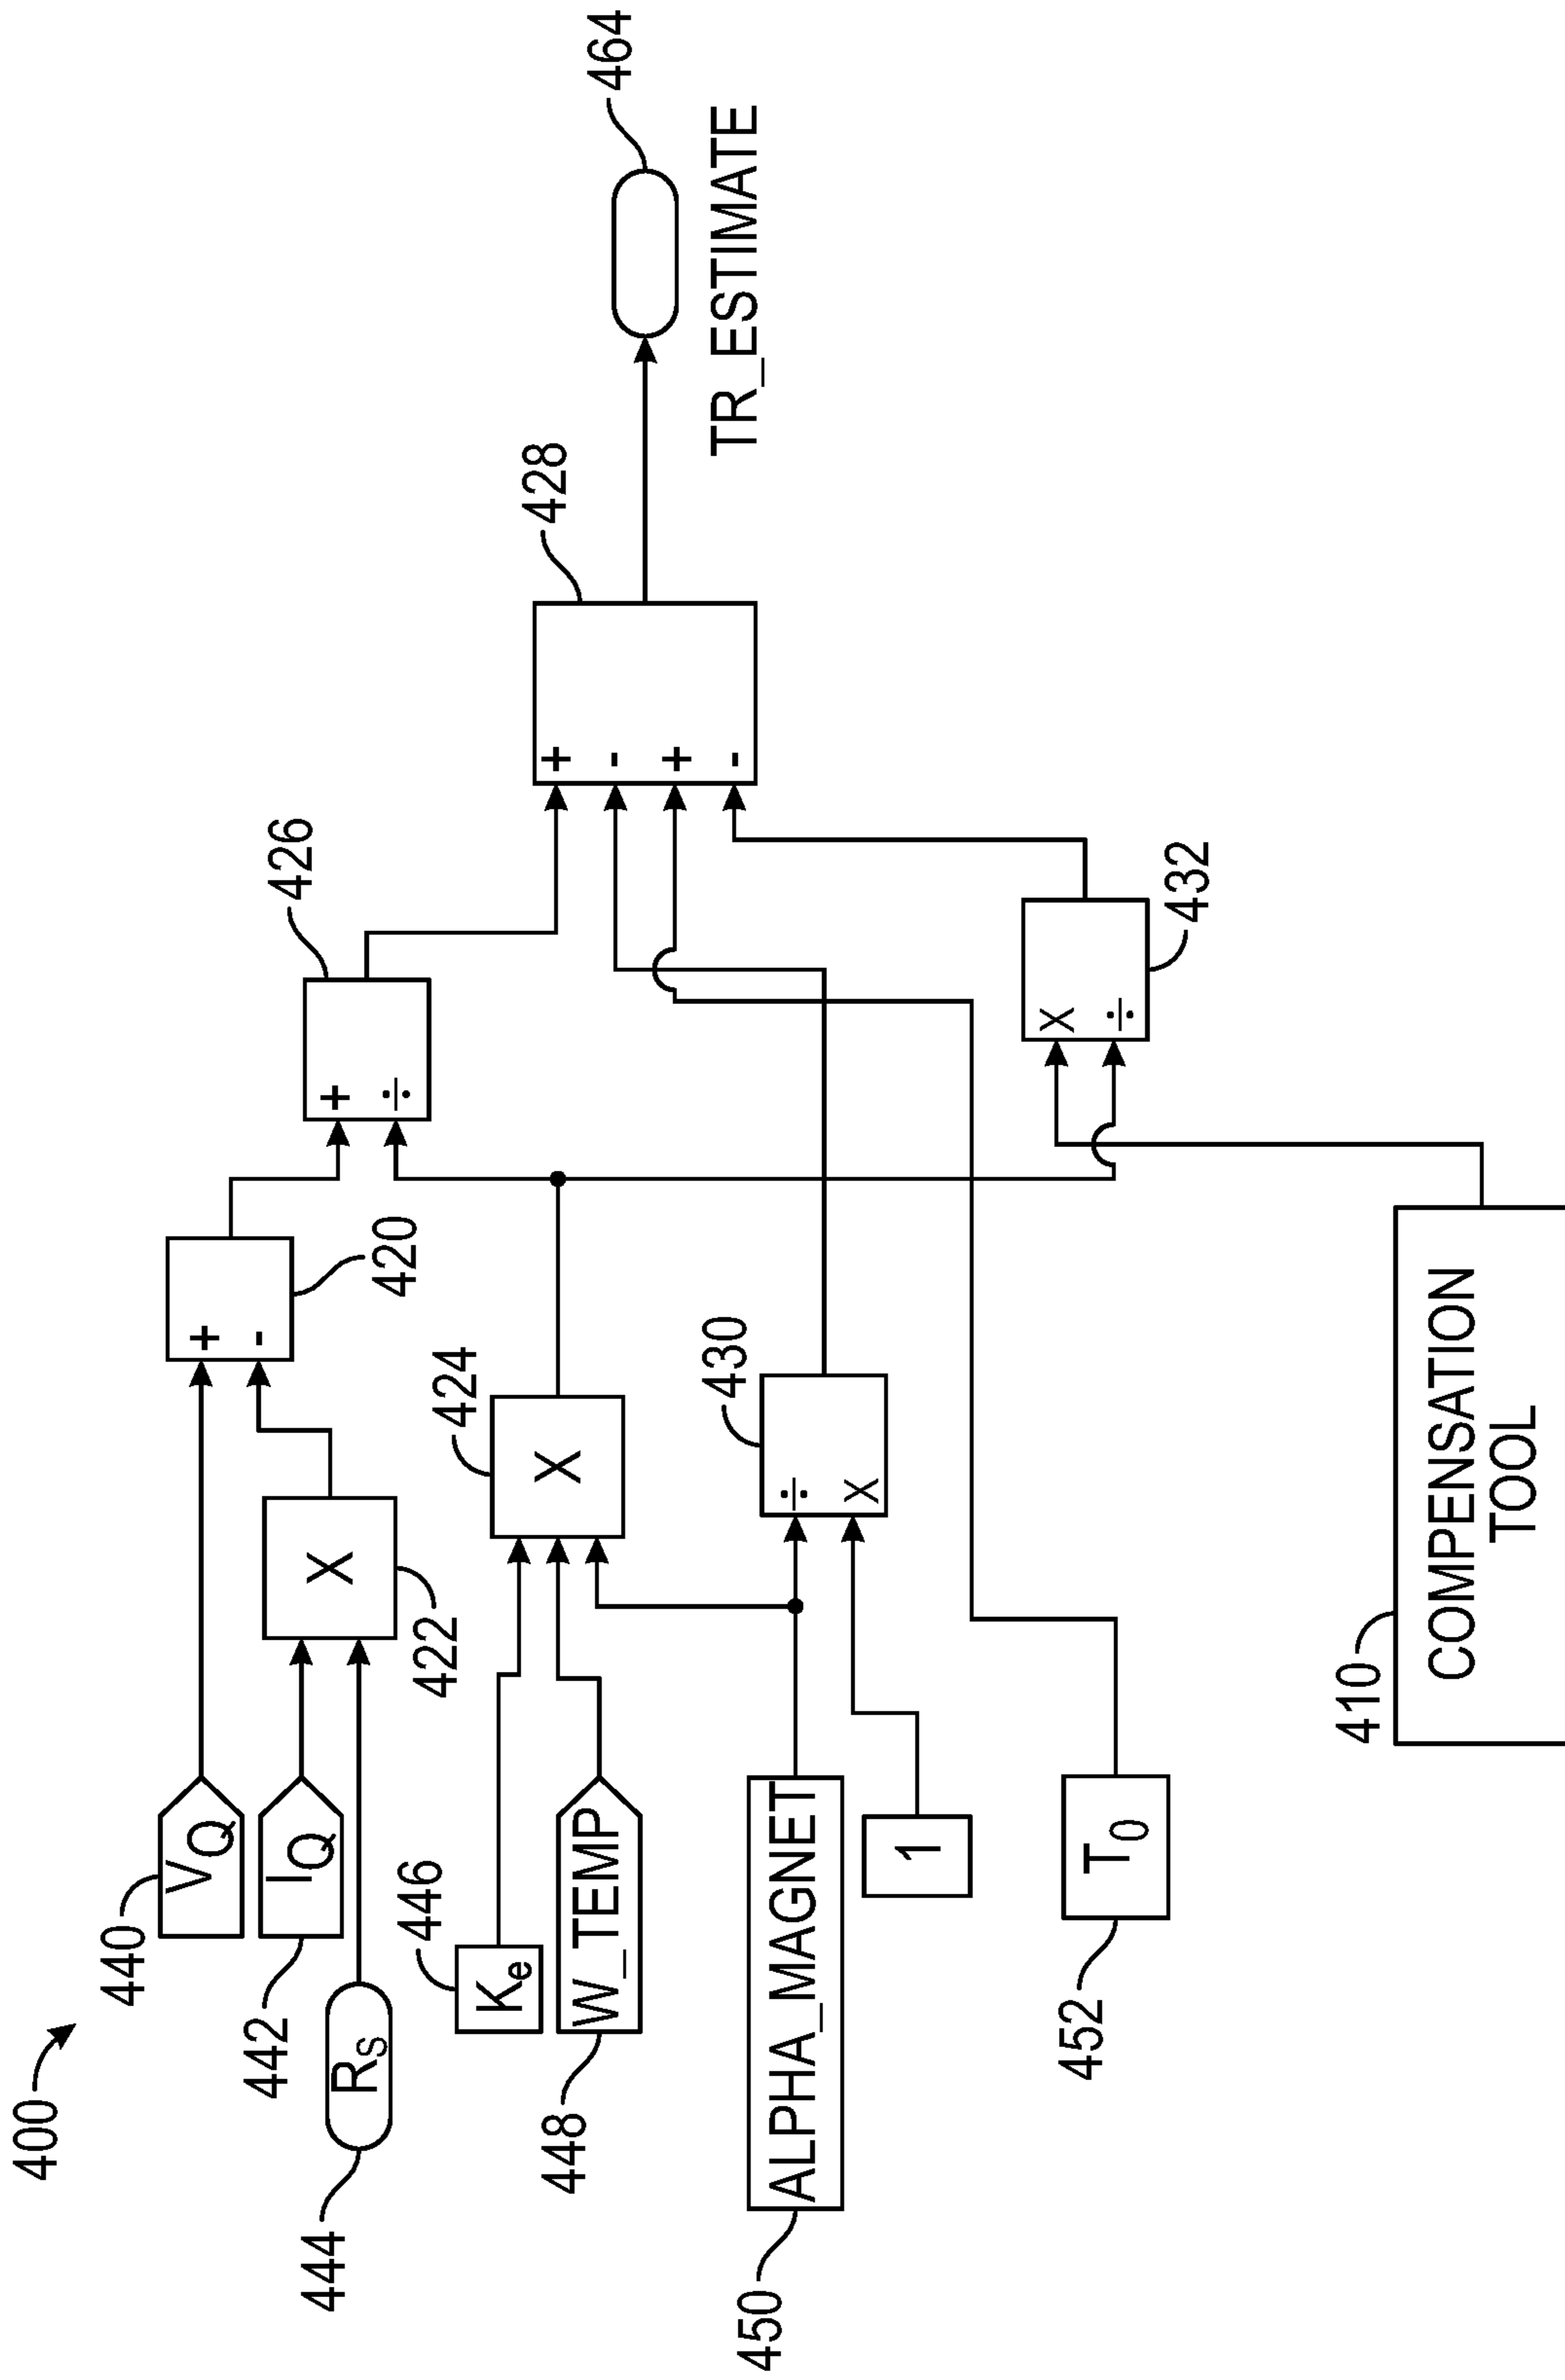 400
440
V_Q
442
I_Q
444
R_S
422
X
+
-
420
426
+
÷
446
K_e
448
W_TEMP
424
X
450
ALPHA_MAGNET
1
430
÷
X
452
T_0
410
COMPENSATION
TOOL
432
X
÷
428
+
-
+
-
464
TR_ESTIMATE